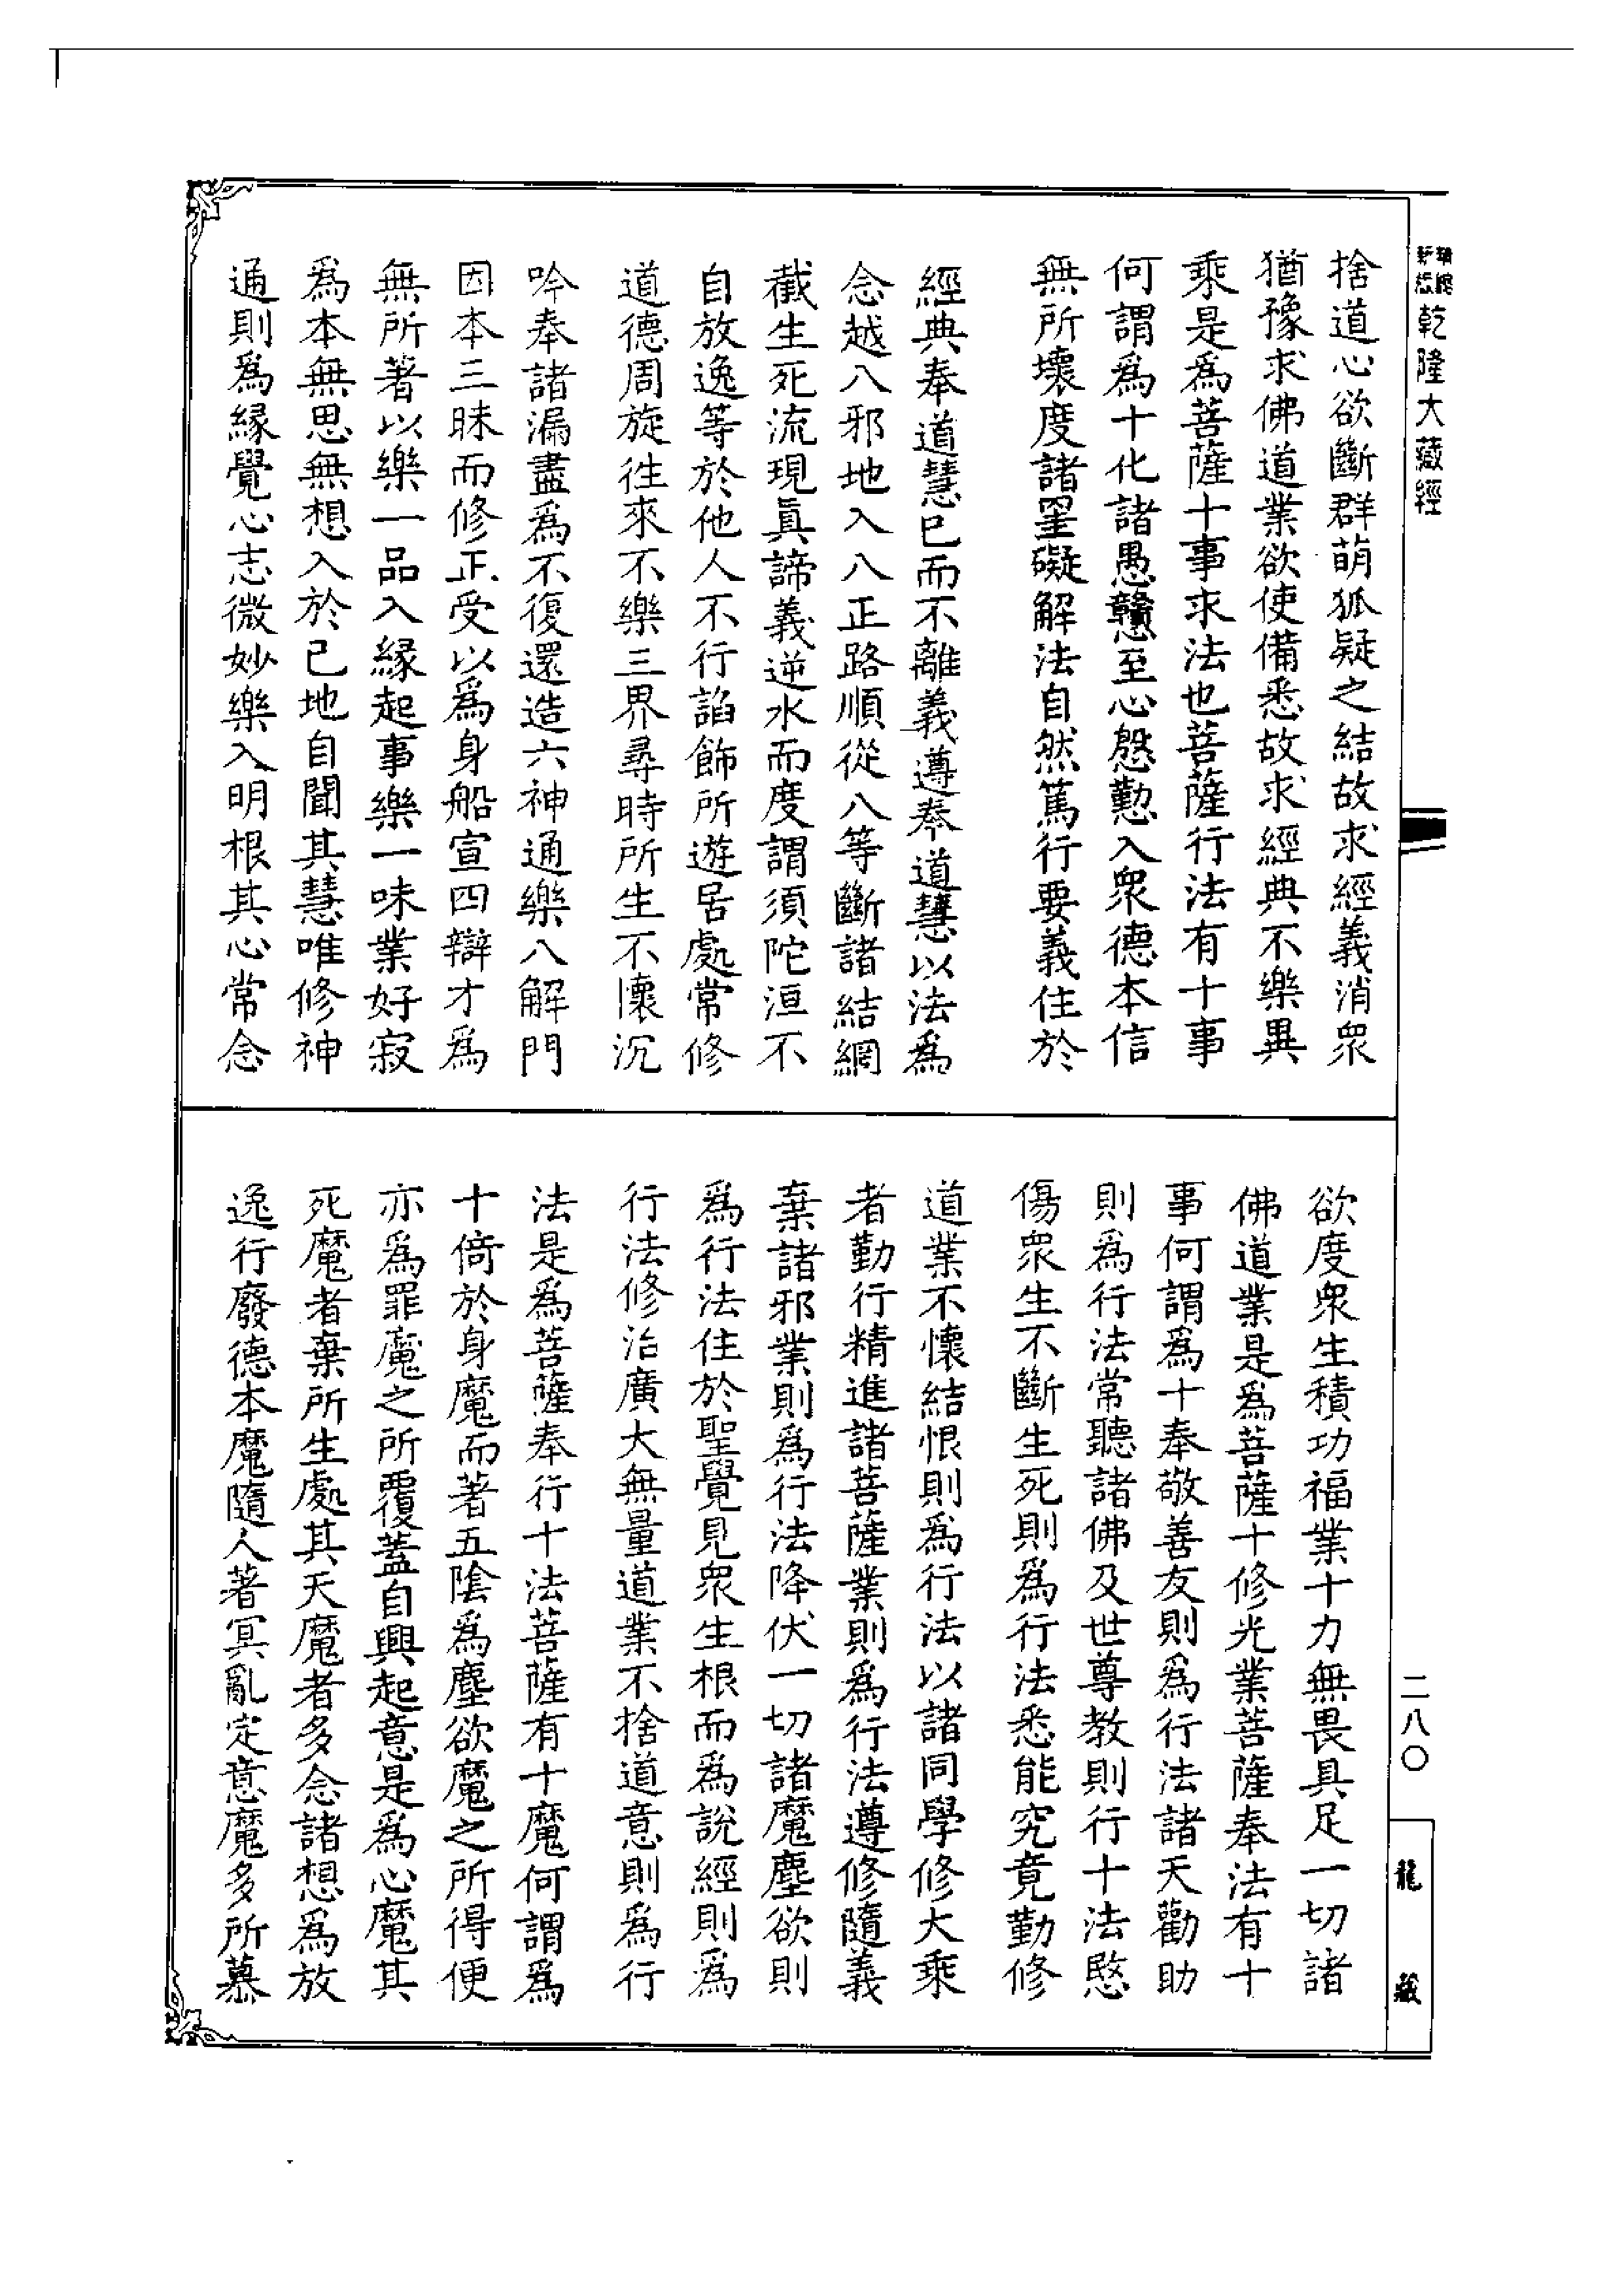 乾隆大藏經
捨道心欲斷群萌狐疑之結故求經義消眾
猶豫求佛道業欲使備悉故求經典不樂異
乘是爲菩薩十事求法也菩薩行法有十事
何謂爲十化諸愚戇至心慇懃入眾德本信
無所壞度諸罣礙解法自然篤行要義住於
經典奉道慧已而不離義遵奉道慧以法爲
念越八邪地入八正路順從八等斷諸結網
截生死流現真諦義逆水而度謂須陀洹不
自放逸等於他人不行諂飾所遊居處常修
道德周旋往來不樂三界尋時所生不懷沉
吟奉諸漏盡爲不復還造六神通樂八解門
因本三昧而修正受以爲身船宣四辯才爲
無所著以樂一品入緣起事樂一味業好寂
爲本無思無想入於己地自聞其慧唯修神
通則爲緣覺心志微妙樂入明根其心常念
欲度眾生積功福業十力無畏具足一切諸
佛道業是爲菩薩十修光業菩薩奉法有十
事何謂爲十奉敬善友則爲行法諸天勸助
則爲行法常聽諸佛及世尊教則行十法愍
傷眾生不斷生死則爲行法悉能究竟勤修
道業不懷結恨則爲行法以諸同學修大乘
者勤行精進諸菩薩業則爲行法遵修隨義
棄諸邪業則爲行法降伏一切諸魔塵欲則
爲行法住於聖覺見眾生根而爲說經則爲
行法修治廣大無量道業不捨道意則爲行
法是爲菩薩奉行十法菩薩有十魔何謂爲
十倚於身魔而著五陰爲塵欲魔之所得便
亦爲罪魔之所覆蓋自興起意是爲心魔其
死魔者棄所生處其天魔者多念諸想爲放
逸行廢德本魔隨人著冥亂定意魔多所慕
二八〇
龍藏